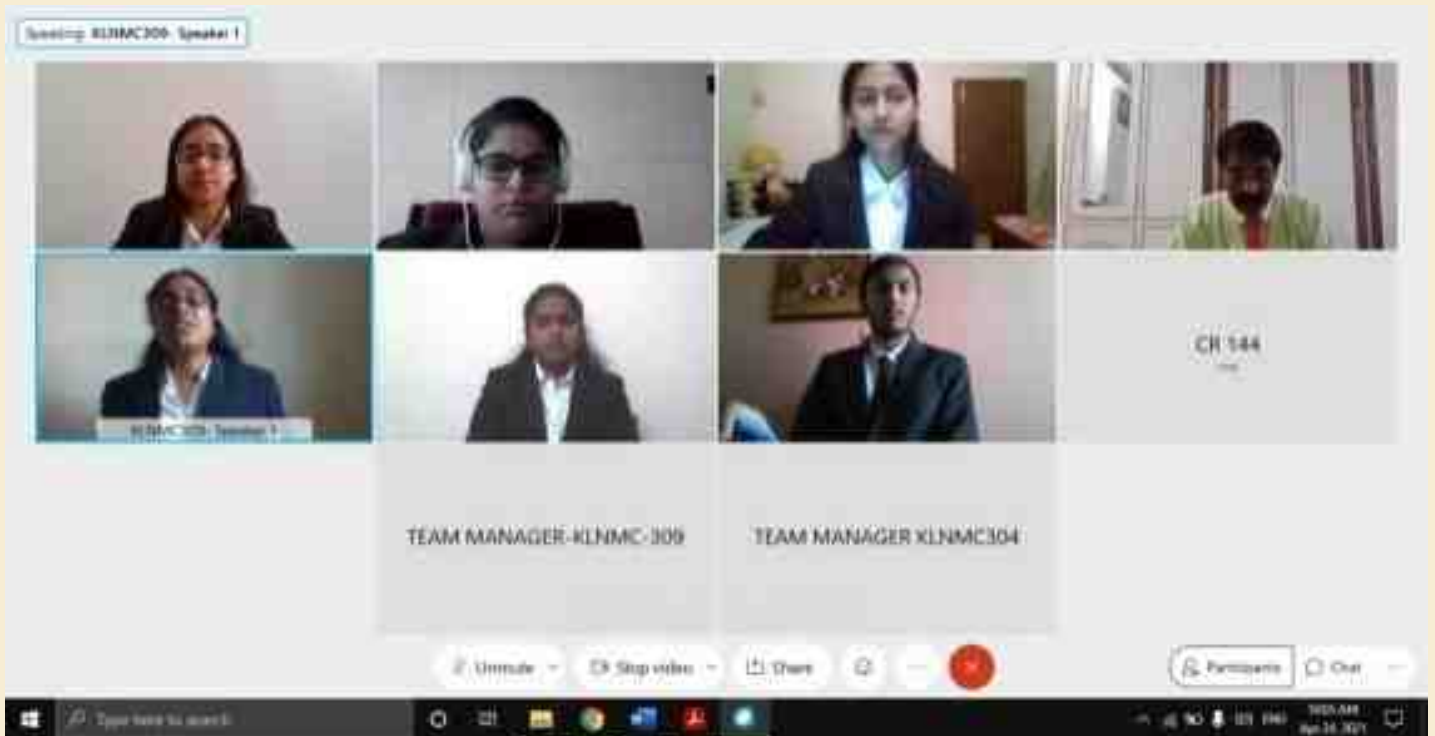 Speaking: KLNMC309- Speaker 1
KLNMC309- Speaker 1
CR 144
TEAM MANAGER-KLNMC-309
TEAM MANAGER KLNMC304
Unmute
Stop video
Share
Participants
Chat
Type here to search
ENG